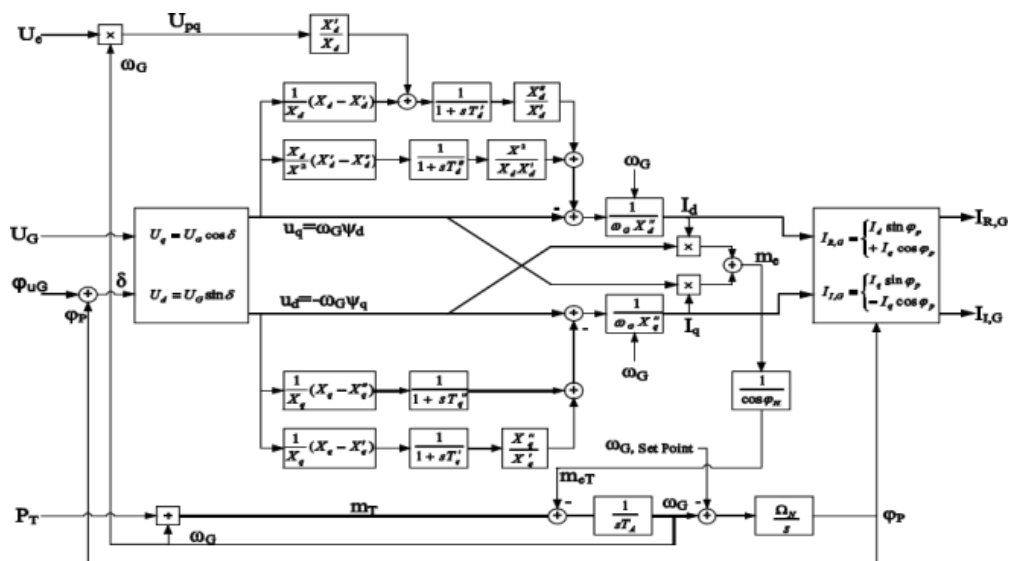 U_e × U_pq X'_d / X_d
ω_G
1/X_d (X_d − X'_d) + 1/(1 + sT'_d) X''_d / X'_d
X_d/X² (X'_d − X''_d) 1/(1 + sT''_d) X²/(X_d X'_d) +
ω_G
U_G U_q = U_G cos δ u_q=ω_Gψ_d - + 1/(ω_G X''_d) I_d I_R,G = { I_d sin φ_P + I_q cos φ_P I_R,G
× + m_e
φ_uG + δ U_d = U_G sin δ u_d=-ω_Gψ_q + 1/(ω_G X''_q) × I_I,G = { I_q sin φ_P − I_d cos φ_P I_I,G
φ_P - I_q
ω_G
1/X_q (X_q − X''_q) 1/(1 + sT''_q) + 1/cos φ_N
1/X_q (X_q − X'_q) 1/(1 + sT'_q) X''_q / X'_q ω_G, Set Point
m_eT
P_T ÷ m_T + - 1/(sT_A) ω_G - + Ω_N / s φ_P
ω_G